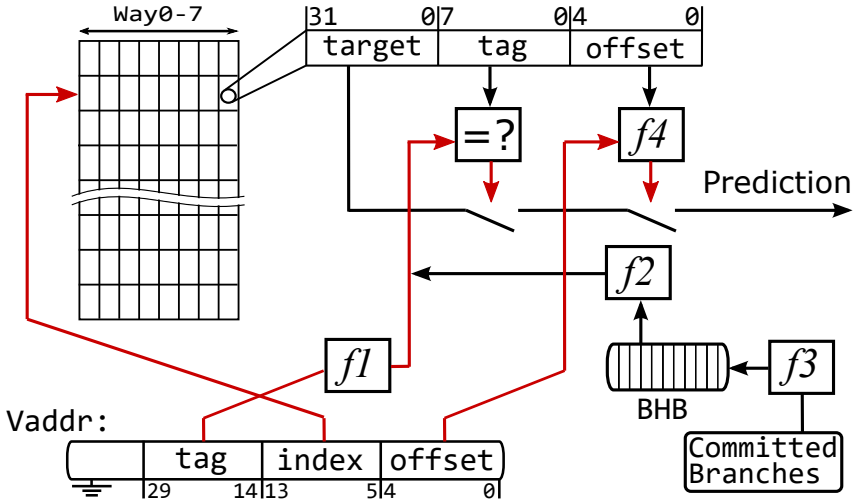 Way0-7
31 0 7 0 4 0
target tag offset
=? f4
Prediction
f2
f1 f3
BHB
Vaddr:
Committed
Branches
tag index offset
29 14 13 5 4 0